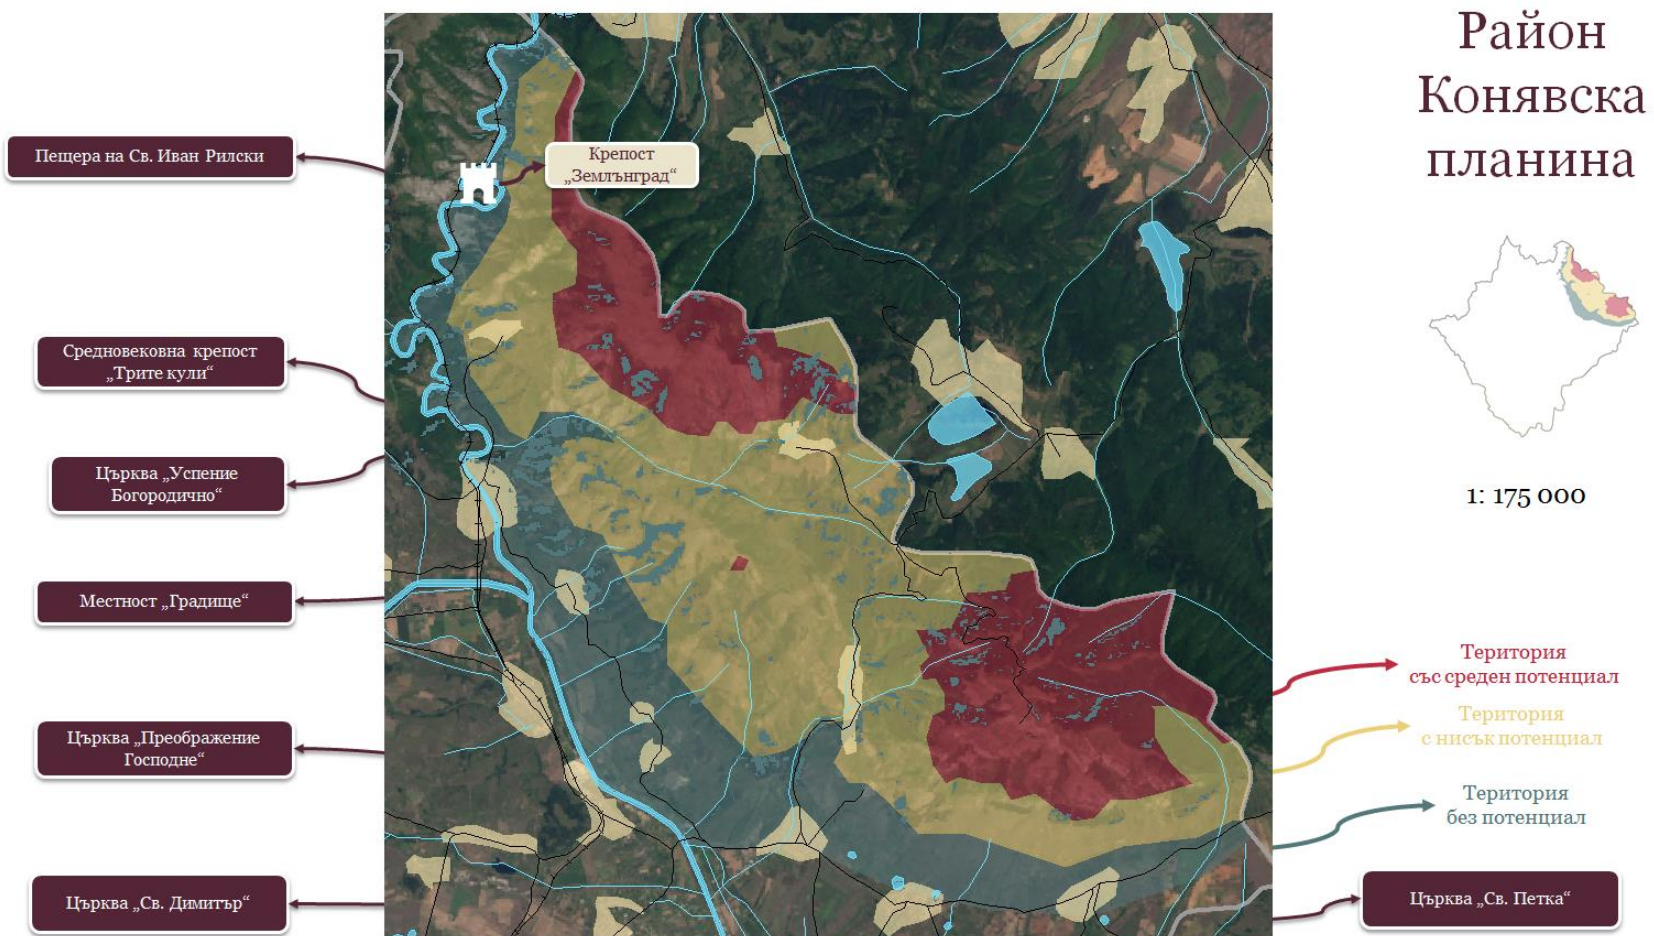 Район
Конявска
планина
Пещера на Св. Иван Рилски
Крепост
„Землънград“
Средновековна крепост
„Трите кули“
Църква „Успение
Богородично“
1: 175 000
Местност „Градище“
Територия
със среден потенциал
Територия
с нисък потенциал
Църква „Преображение
Господне“
Територия
без потенциал
Църква „Св. Димитър“
Църква „Св. Петка“